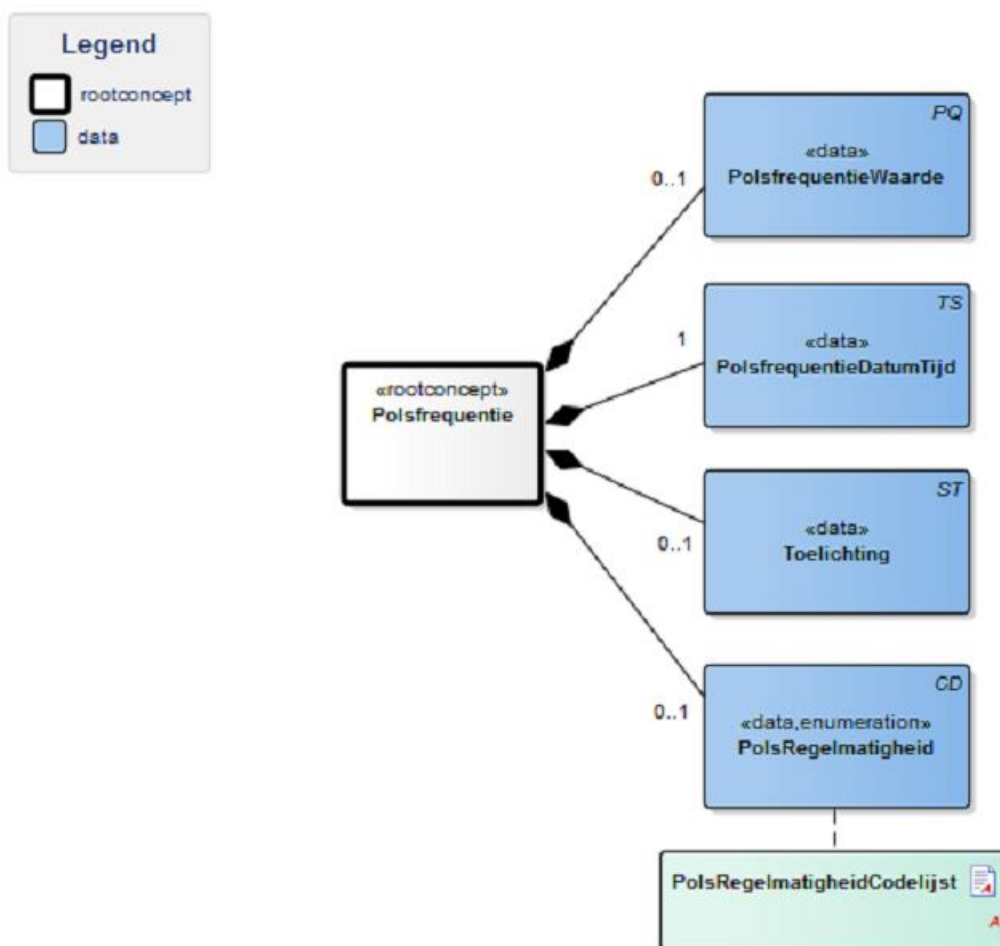 Legend
rootconcept
data
PQ
«data»
PolsfrequentieWaarde
0..1
TS
«data»
PolsfrequentieDatumTijd
1
«rootconcept»
Polsfrequentie
ST
«data»
Toelichting
0..1
CD
«data,enumeration»
PolsRegelmatigheid
0..1
PolsRegelmatigheidCodelijst